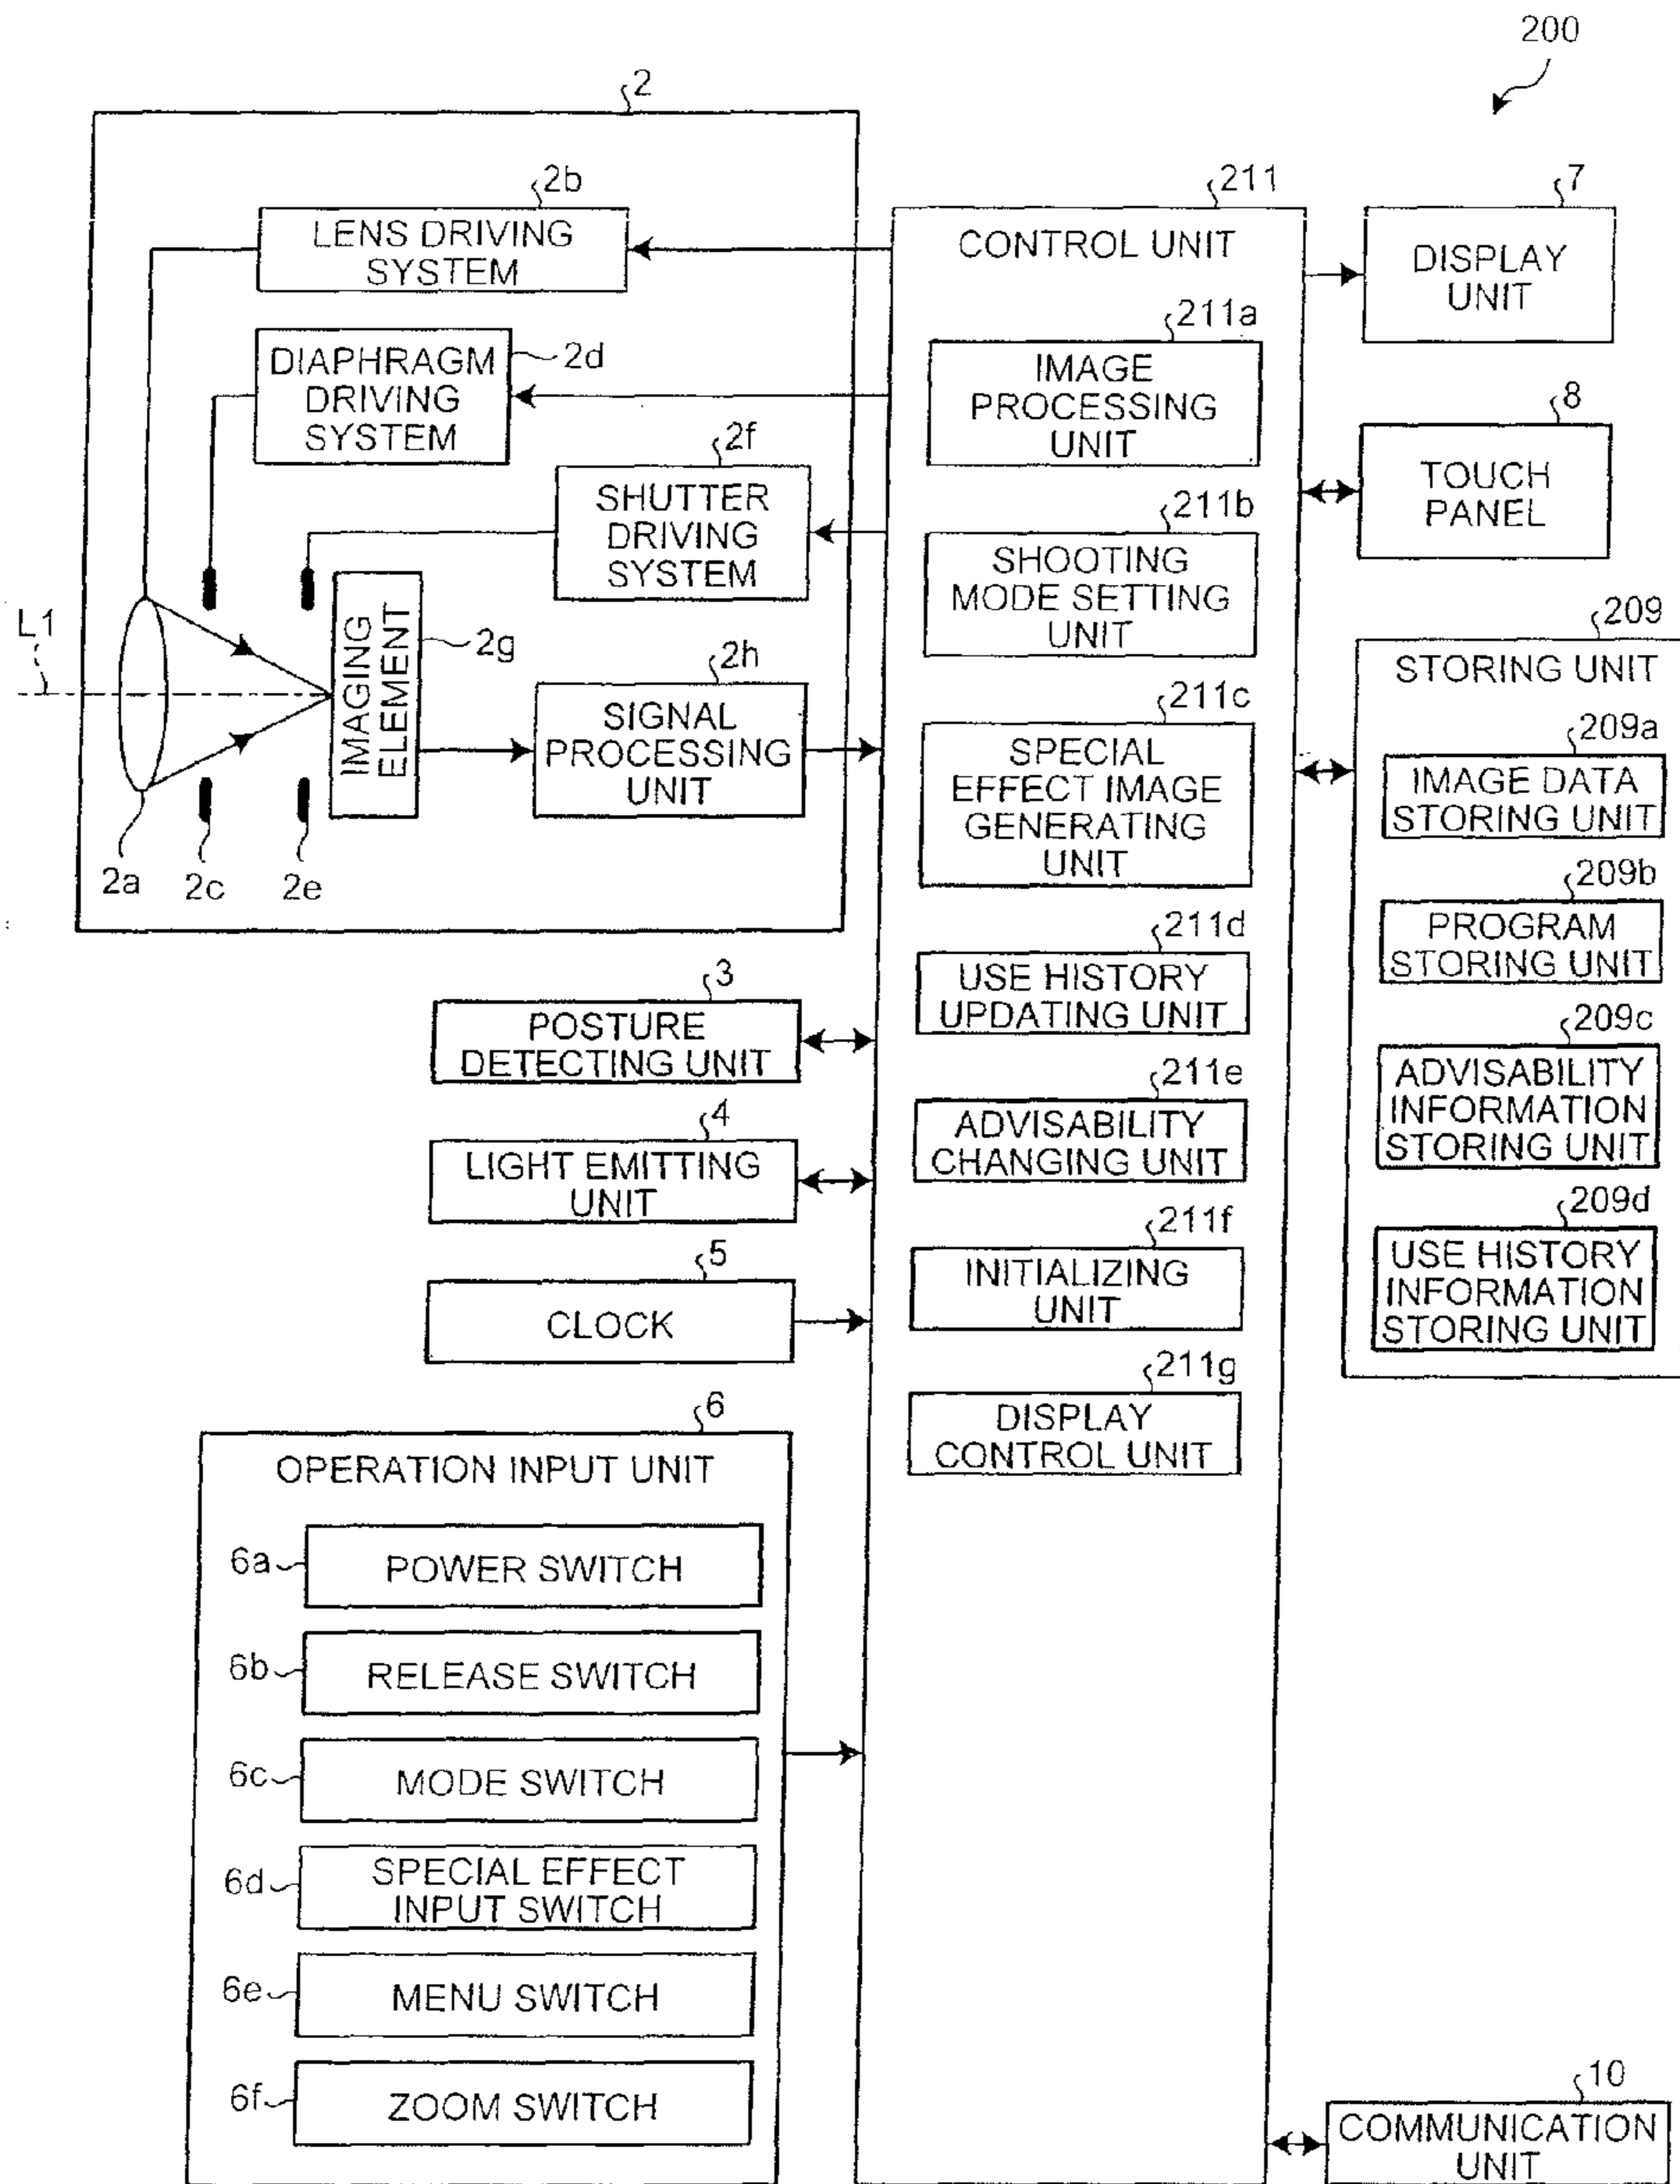 200
2
2b
LENS DRIVING
SYSTEM
DIAPHRAGM
DRIVING
SYSTEM
2d
2f
SHUTTER
DRIVING
SYSTEM
L1
IMAGING
ELEMENT
2g
2h
SIGNAL
PROCESSING
UNIT
2a
2c
2e
3
POSTURE
DETECTING UNIT
4
LIGHT EMITTING
UNIT
5
CLOCK
6
OPERATION INPUT UNIT
6a
POWER SWITCH
6b
RELEASE SWITCH
6c
MODE SWITCH
6d
SPECIAL EFFECT
INPUT SWITCH
6e
MENU SWITCH
6f
ZOOM SWITCH
211
CONTROL UNIT
211a
IMAGE
PROCESSING
UNIT
211b
SHOOTING
MODE SETTING
UNIT
211c
SPECIAL
EFFECT IMAGE
GENERATING
UNIT
211d
USE HISTORY
UPDATING UNIT
211e
ADVISABILITY
CHANGING UNIT
211f
INITIALIZING
UNIT
211g
DISPLAY
CONTROL UNIT
7
DISPLAY
UNIT
8
TOUCH
PANEL
209
STORING UNIT
209a
IMAGE DATA
STORING UNIT
209b
PROGRAM
STORING UNIT
209c
ADVISABILITY
INFORMATION
STORING UNIT
209d
USE HISTORY
INFORMATION
STORING UNIT
10
COMMUNICATION
UNIT